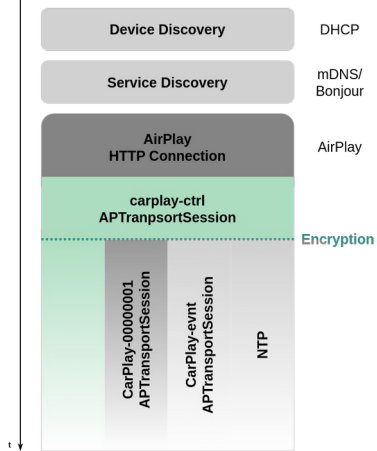 Device Discovery
DHCP
Service Discovery
mDNS/
Bonjour
AirPlay
HTTP Connection
AirPlay
carplay-ctrl
APTranpsortSession
Encryption
CarPlay-00000001
APTransportSession
CarPlay-evnt
APTransportSession
NTP
t